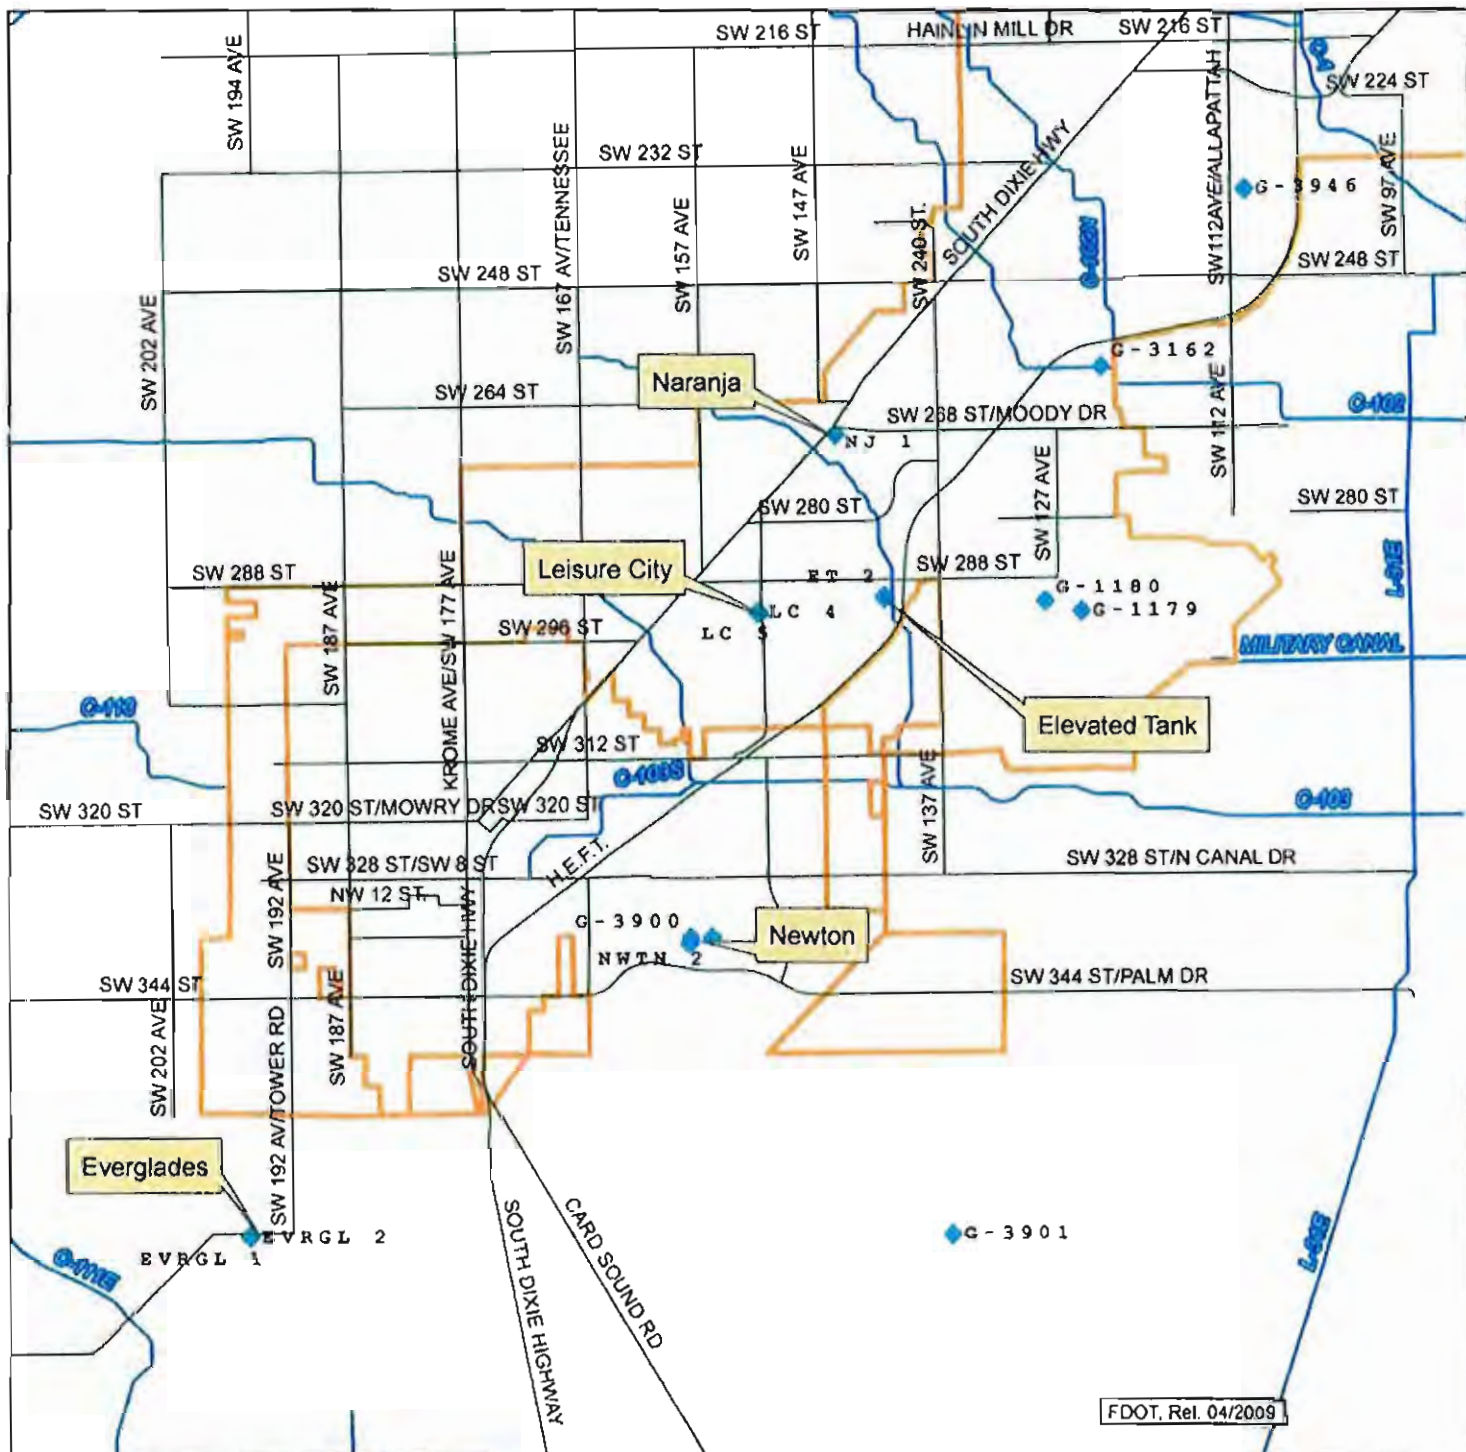 SW 216 ST
HAINLIN MILL DR
SW 216 ST
SW 194 AVE
C-1
SW 224 ST
SW 167 AV/TENNESSEE
SW 232 ST
SW 147 AVE
SOUTH DIXIE HWY
SW112AVE/ALLAPATTAH
SW 97 AVE
G-3946
SW 157 AVE
SW 240 ST.
C-102N
SW 248 ST
SW 248 ST
SW 202 AVE
G-3162
Naranja
SW 264 ST
SW 268 ST/MOODY DR
C-102
NJ 1
SW 112 AVE
SW 127 AVE
SW 280 ST
SW 280 ST
L-31E
Leisure City
SW 288 ST
SW 288 ST
ET 2
G-1180
G-1179
LC 4
LC 5
SW 296 ST
SW 187 AVE
KROME AVE/SW 177 AVE
MILITARY CANAL
C-113
Elevated Tank
SW 312 ST
C-103S
SW 137 AVE
C-103
SW 320 ST
SW 320 ST/MOWRY DR
SW 320 ST
SW 328 ST/SW 8 ST
H.E.F.T.
SW 328 ST/N CANAL DR
NW 12 ST.
SW 192 AVE
SOUTH DIXIE HWY
G-3900
Newton
NWTN 2
SW 344 ST
SW 344 ST/PALM DR
SW 202 AVE
SW 187 AVE
SW 192 AV/TOWER RD
Everglades
EVRGL 2
EVRGL 1
C-111E
SOUTH DIXIE HIGHWAY
CARD SOUND RD
G-3901
L-31E
FDOT, Rel. 04/2009